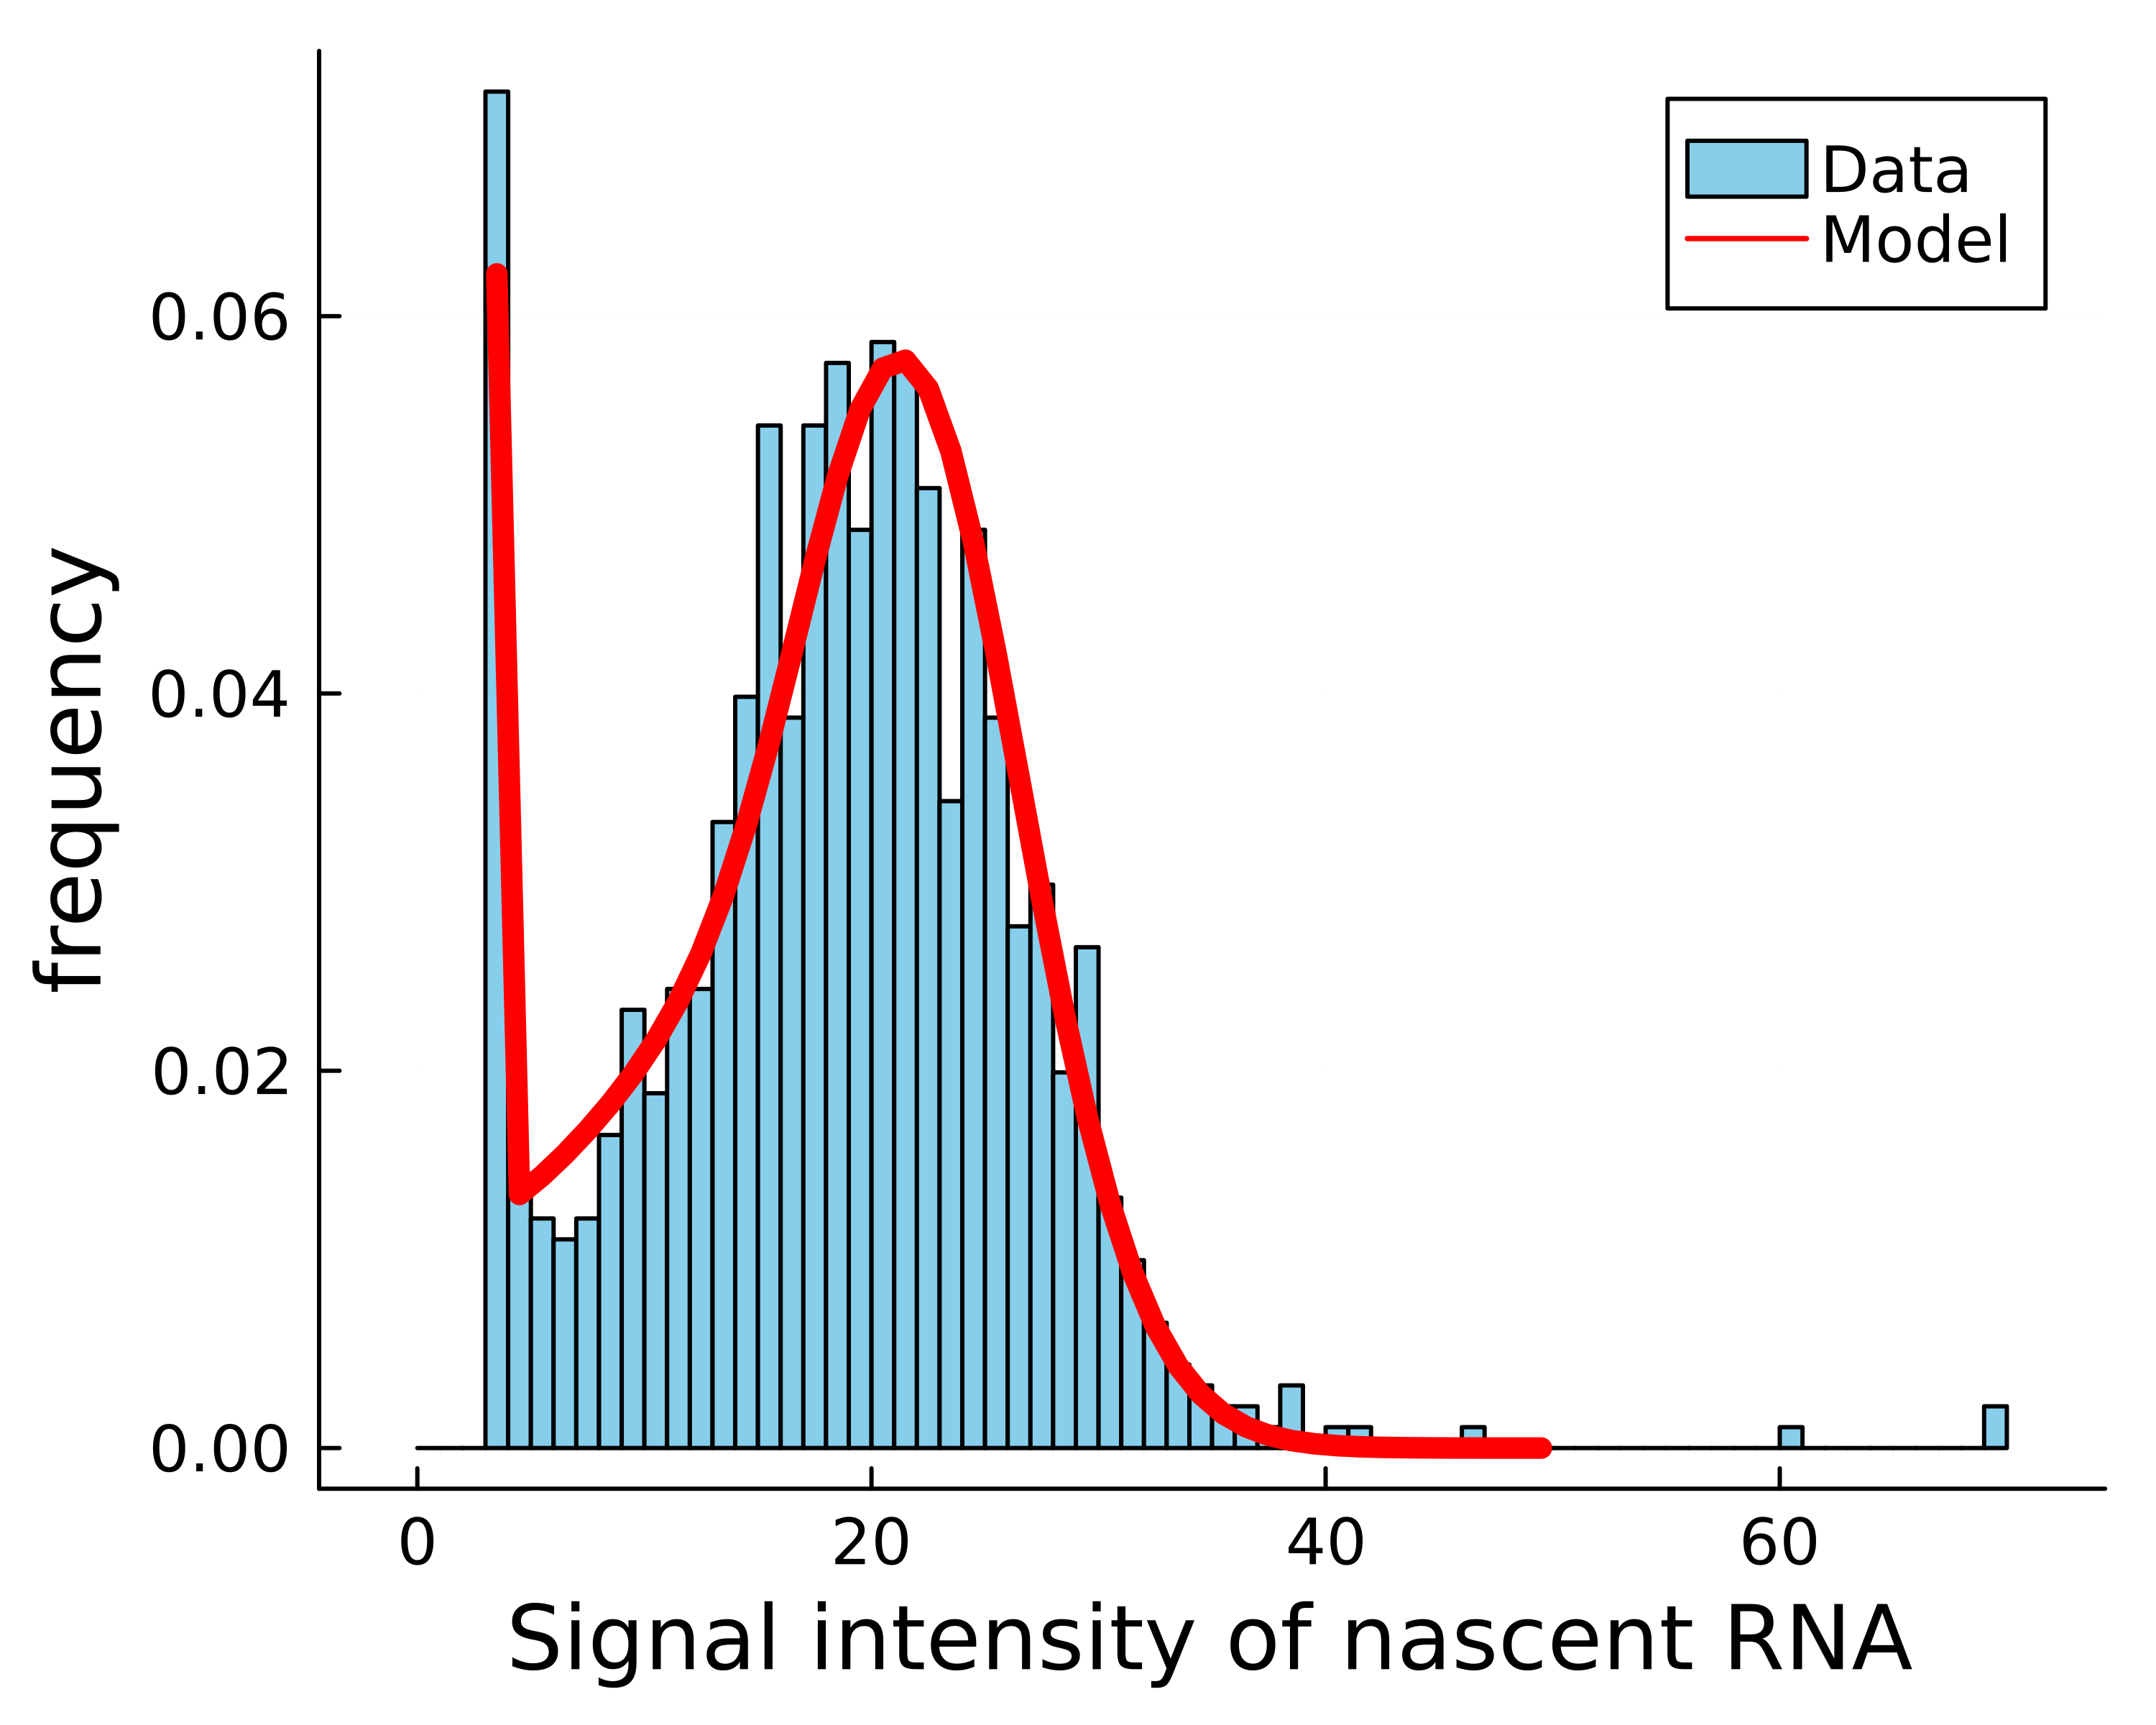 Data
Model
frequency
0.06
0.04
0.02
0.00
0 20 40 60
Signal intensity of nascent RNA